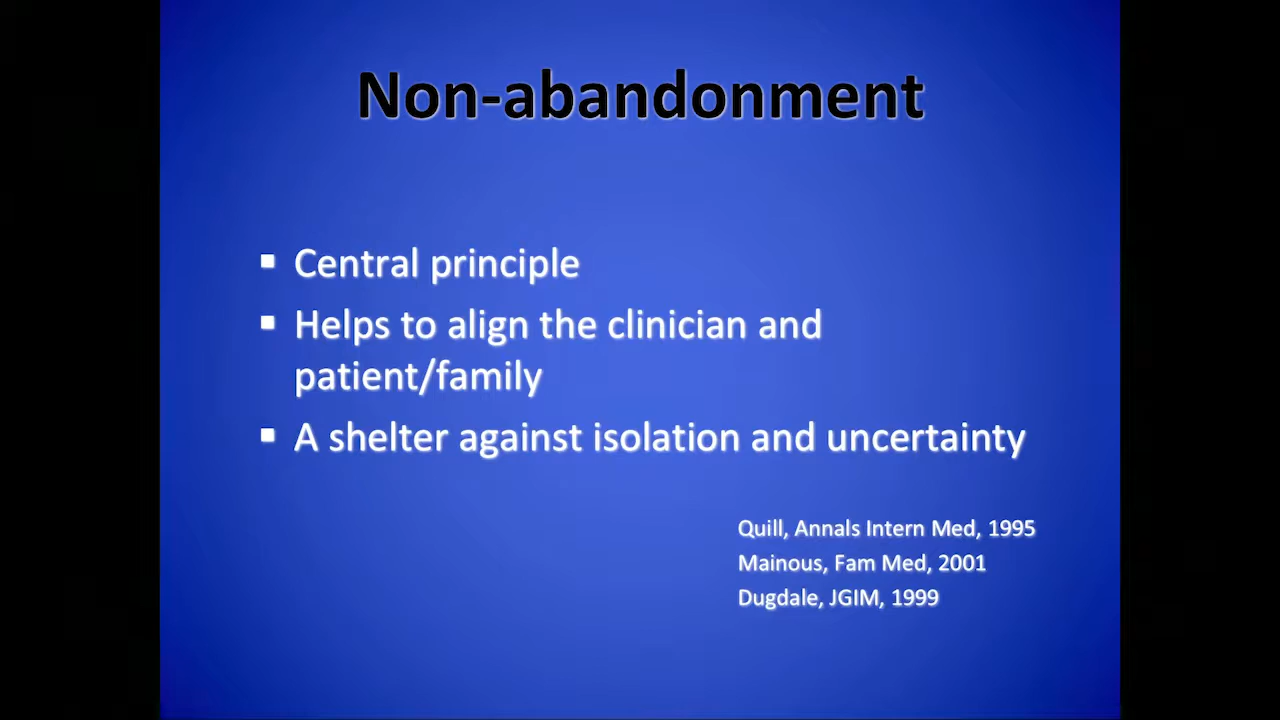 Non-abandonment
▪ Central principle
▪ Helps to align the clinician and
patient/family
▪ A shelter against isolation and uncertainty
Quill, Annals Intern Med, 1995
Mainous, Fam Med, 2001
Dugdale, JGIM, 1999